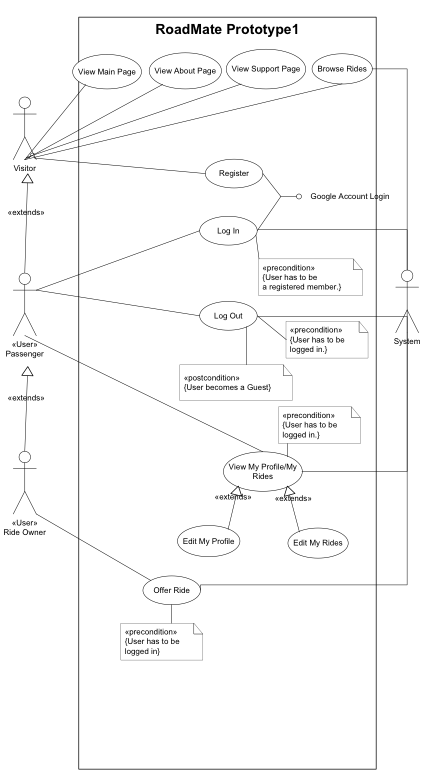 RoadMate Prototype1
View Main Page
View About Page
View Support Page
Browse Rides
Visitor
Register
Google Account Login
«extends»
Log In
«precondition»
{User has to be
a registered member.}
Log Out
«precondition»
{User has to be
logged in.}
System
«User»
Passenger
«postcondition»
{User becomes a Guest}
«extends»
«precondition»
{User has to be
logged in.}
View My Profile/My
Rides
«extends»
«extends»
«User»
Ride Owner
Edit My Profile
Edit My Rides
Offer Ride
«precondition»
{User has to be
logged in}